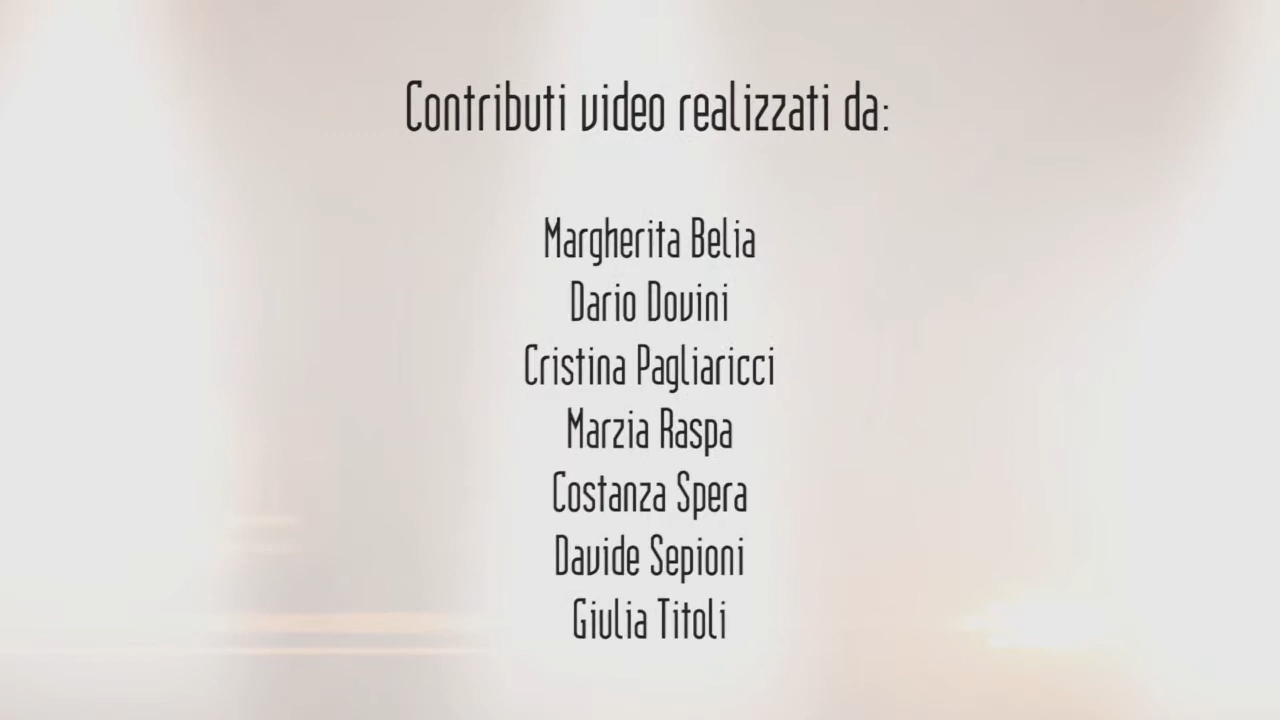 Contributi video realizzati da:
Margherita Belia
Dario Dovini
Cristina Pagliaricci
Marzia Raspa
Costanza Spera
Davide Sepioni
Giulia Titoli